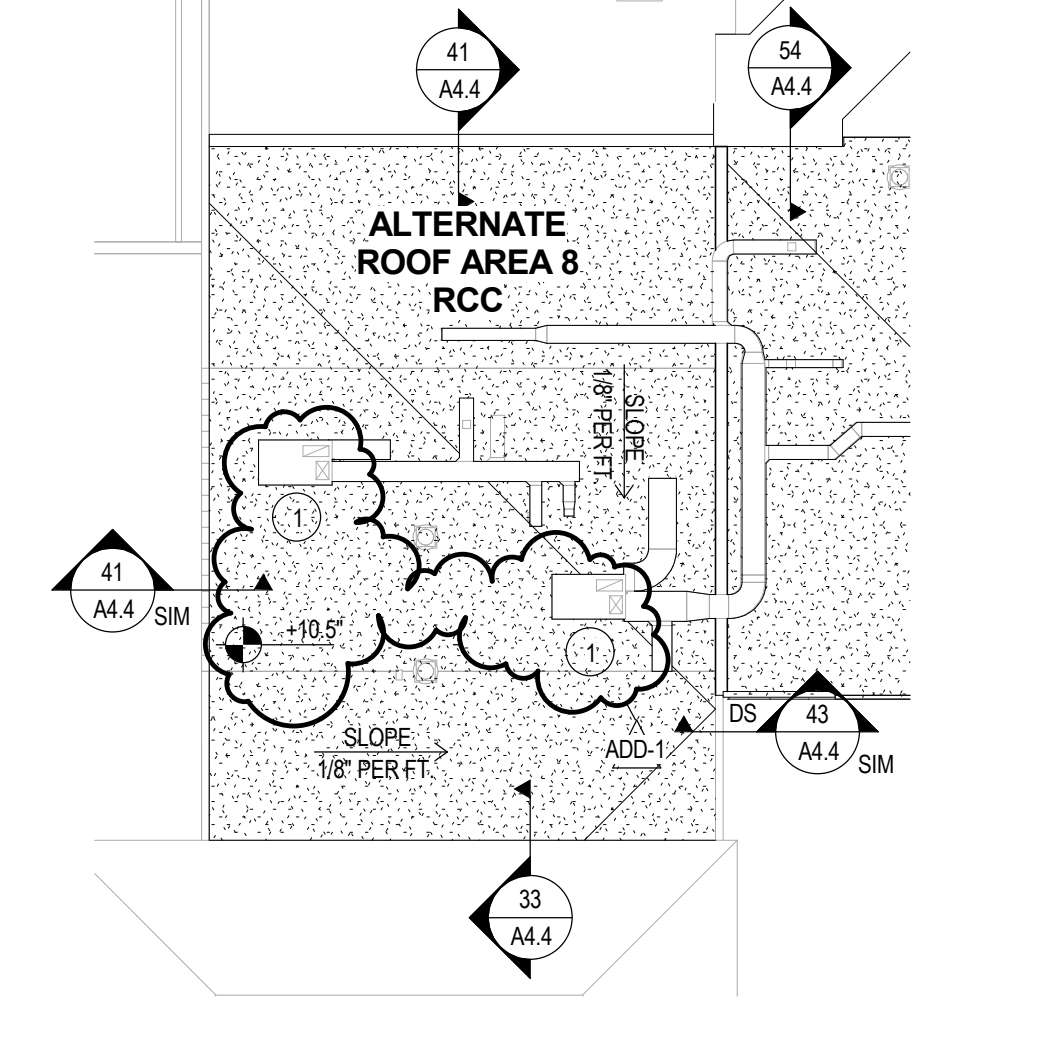 41
A4.4
54
A4.4
ALTERNATE
ROOF AREA 8
RCC
SLOPE
1/8" PER FT.
1
41
A4.4
SIM
+10.5"
1
DS
43
A4.4
SIM
SLOPE
1/8" PER FT.
ADD-1
33
A4.4